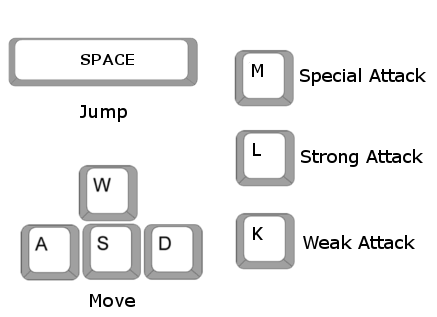 SPACE
Jump
W
A S D
Move
M Special Attack
L Strong Attack
K Weak Attack